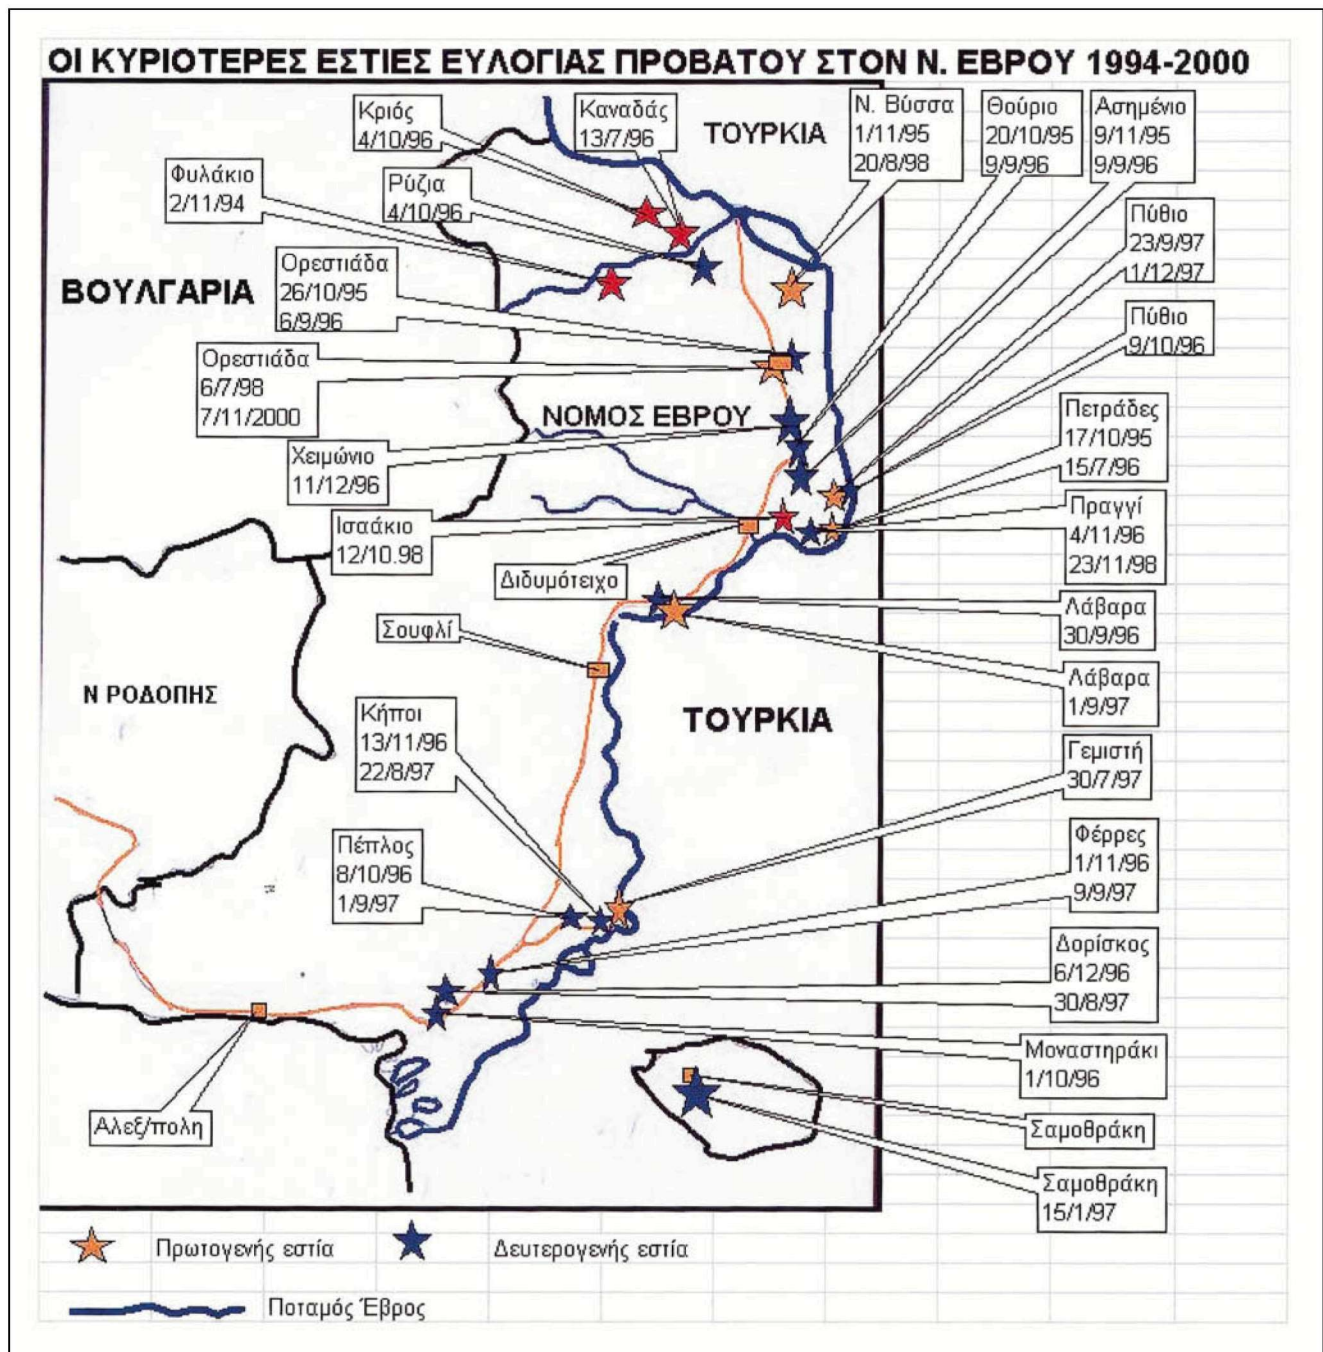 ΟΙ ΚΥΡΙΟΤΕΡΕΣ ΕΣΤΙΕΣ ΕΥΛΟΓΙΑΣ ΠΡΟΒΑΤΟΥ ΣΤΟΝ Ν. ΕΒΡΟΥ 1994-2000
Κριός
4/10/96
Καναδάς
13/7/96
ΤΟΥΡΚΙΑ
Ν. Βύσσα
1/11/95
20/8/98
Θούριο
20/10/95
9/9/96
Ασημένιο
9/11/95
9/9/96
Φυλάκιο
2/11/94
Ρύζια
4/10/96
Πύθιο
23/9/97
1/12/97
ΒΟΥΛΓΑΡΙΑ
Ορεστιάδα
26/10/95
6/9/96
Πύθιο
9/10/96
Ορεστιάδα
6/7/98
7/11/2000
ΝΟΜΟΣ ΕΒΡΟΥ
Πετράδες
17/10/95
15/7/96
Χειμώνιο
11/12/96
Πραγγί
4/11/96
23/11/98
Ισαάκιο
12/10.98
Διδυμότειχο
Λάβαρα
30/9/96
Σουφλί
Λάβαρα
1/9/97
Ν ΡΟΔΟΠΗΣ
ΤΟΥΡΚΙΑ
Κήποι
13/11/96
22/8/97
Γεμιστή
30/7/97
Πέπλος
8/10/96
1/9/97
Φέρρες
1/11/96
9/9/97
Δορίσκος
6/12/96
30/8/97
Μοναστηράκι
1/10/96
Αλεξ/πολη
Σαμοθράκη
Σαμοθράκη
15/1/97
Πρωτογενής εστία
Δευτερογενής εστία
Ποταμός Έβρος